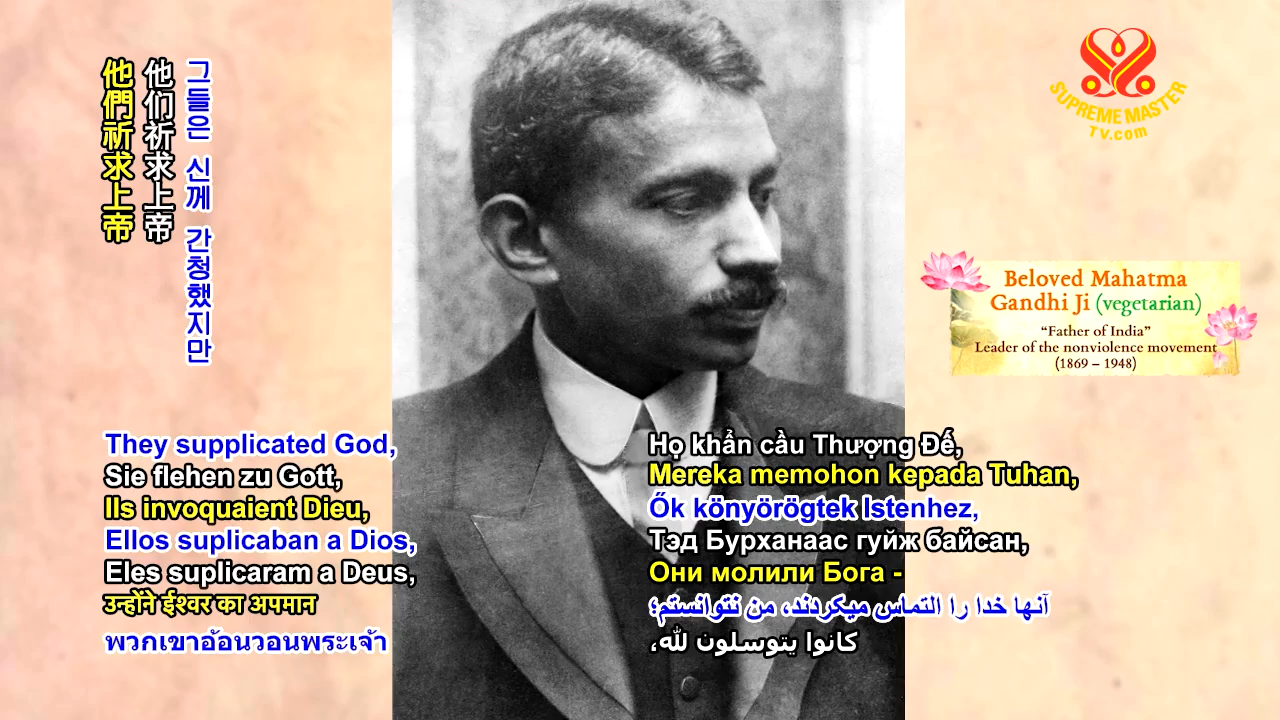 他們祈求上帝
他们祈求上帝
그들은 신께 간청했지만
SUPREME MASTER
TV.com
Beloved Mahatma
Gandhi Ji (vegetarian)
“Father of India”
Leader of the nonviolence movement
(1869 – 1948)
They supplicated God,
Sie flehen zu Gott,
Ils invoquaient Dieu,
Ellos suplicaban a Dios,
Eles suplicaram a Deus,
उन्होंने ईश्वर का अपमान
พวกเขาอ้อนวอนพระเจ้า
Họ khẩn cầu Thượng Đế,
Mereka memohon kepada Tuhan,
Ők könyörögtek Istenhez,
Тэд Бурханаас гуйж байсан,
Они молили Бога -
آنها خدا را التماس میکردند، من نتوانستم؛
كانوا يتوسلون لله،